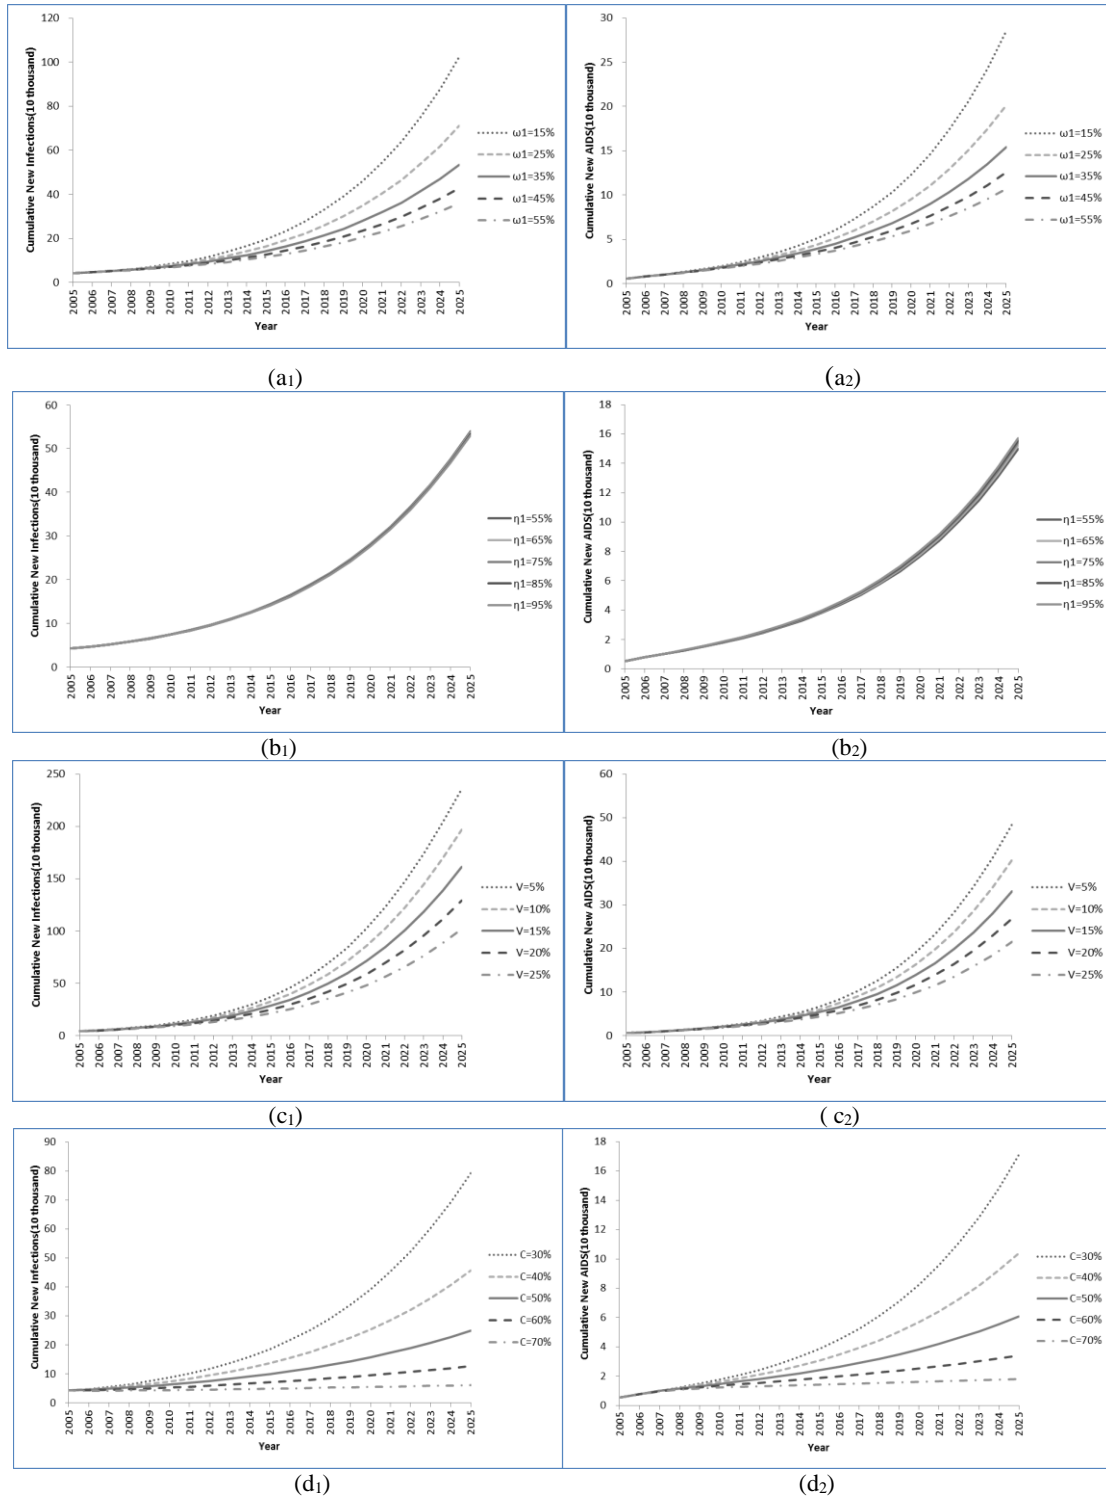 Cumulative New Infections(10 thousand)
120
100
80
60
40
20
0
2005 2006 2007 2008 2009 2010 2011 2012 2013 2014 2015 2016 2017 2018 2019 2020 2021 2022 2023 2024 2025
Year
ω1=15%
ω1=25%
ω1=35%
ω1=45%
ω1=55%
(a1)
Cumulative New AIDS(10 thousand)
30
25
20
15
10
5
0
2005 2006 2007 2008 2009 2010 2011 2012 2013 2014 2015 2016 2017 2018 2019 2020 2021 2022 2023 2024 2025
Year
ω1=15%
ω1=25%
ω1=35%
ω1=45%
ω1=55%
(a2)
Cumulative New Infections(10 thousand)
60
50
40
30
20
10
0
2005 2006 2007 2008 2009 2010 2011 2012 2013 2014 2015 2016 2017 2018 2019 2020 2021 2022 2023 2024 2025
Year
η1=55%
η1=65%
η1=75%
η1=85%
η1=95%
(b1)
Cumulative New AIDS(10 thousand)
18
16
14
12
10
8
6
4
2
0
2005 2006 2007 2008 2009 2010 2011 2012 2013 2014 2015 2016 2017 2018 2019 2020 2021 2022 2023 2024 2025
Year
η1=55%
η1=65%
η1=75%
η1=85%
η1=95%
(b2)
Cumulative New Infections(10 thousand)
250
200
150
100
50
0
2005 2006 2007 2008 2009 2010 2011 2012 2013 2014 2015 2016 2017 2018 2019 2020 2021 2022 2023 2024 2025
Year
V=5%
V=10%
V=15%
V=20%
V=25%
(c1)
Cumulative New AIDS(10 thousand)
60
50
40
30
20
10
0
2005 2006 2007 2008 2009 2010 2011 2012 2013 2014 2015 2016 2017 2018 2019 2020 2021 2022 2023 2024 2025
Year
V=5%
V=10%
V=15%
V=20%
V=25%
( c2)
Cumulative New Infections(10 thousand)
90
80
70
60
50
40
30
20
10
0
2005 2006 2007 2008 2009 2010 2011 2012 2013 2014 2015 2016 2017 2018 2019 2020 2021 2022 2023 2024 2025
Year
C=30%
C=40%
C=50%
C=60%
C=70%
(d1)
Cumulative New AIDS(10 thousand)
18
16
14
12
10
8
6
4
2
0
2005 2006 2007 2008 2009 2010 2011 2012 2013 2014 2015 2016 2017 2018 2019 2020 2021 2022 2023 2024 2025
Year
C=30%
C=40%
C=50%
C=60%
C=70%
(d2)